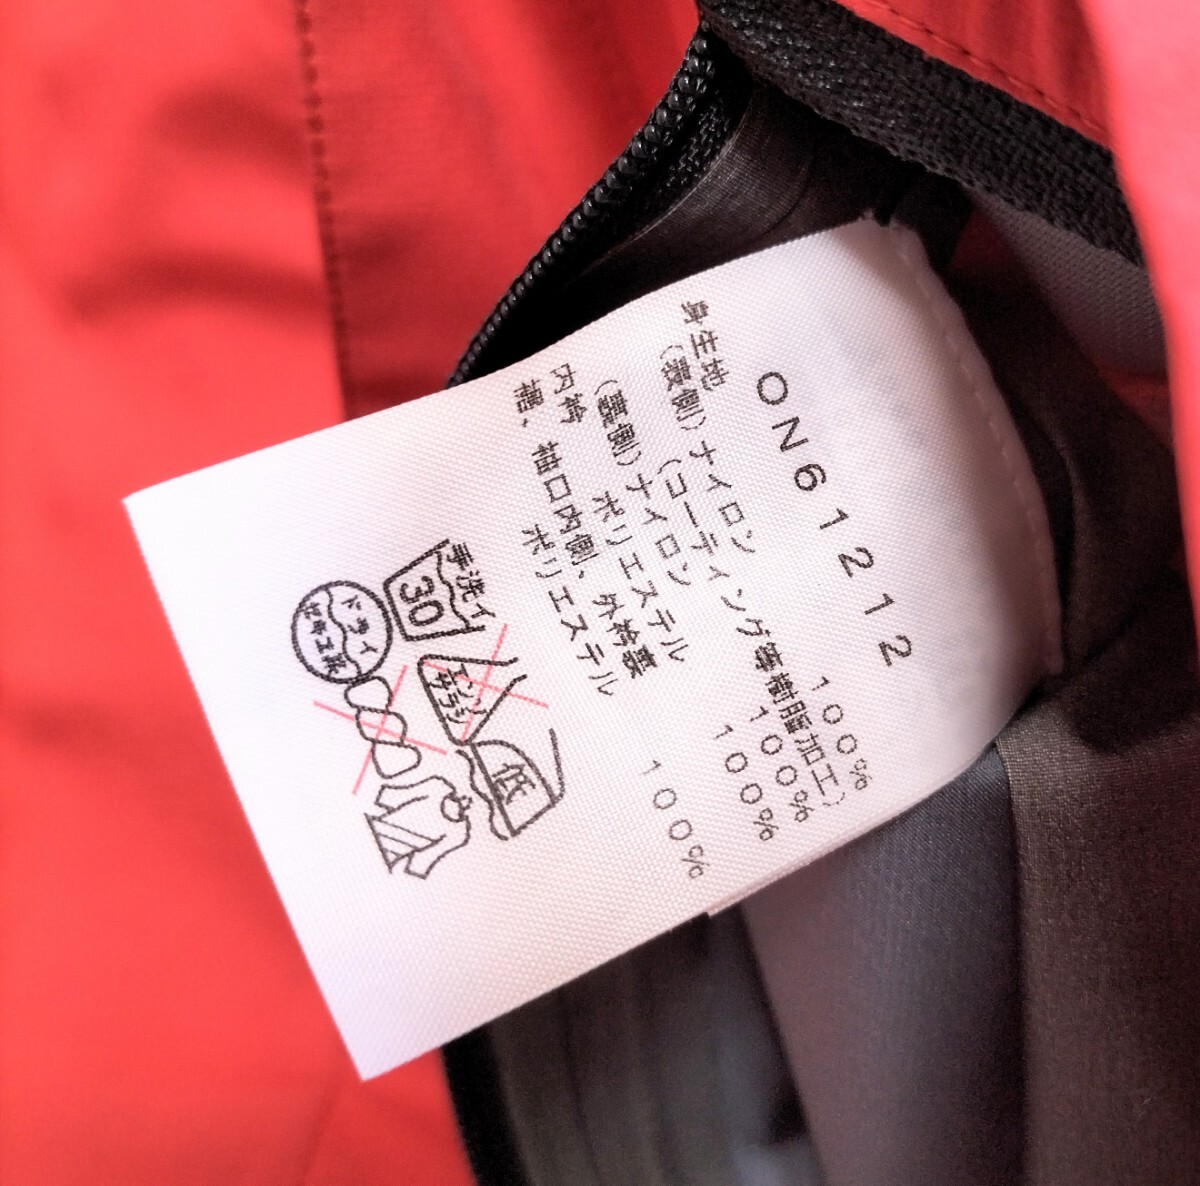 ON61212
身生地
(表側)ナイロン 100%
(コーティング等樹脂加工)
(裏側)ナイロン 100%
ポリエステル 100%
内衿
裾、袖口内側、外衿裏
ポリエステル 100%
手洗イ
30
エンソ
サラシ
低
ドライ
セキユ系